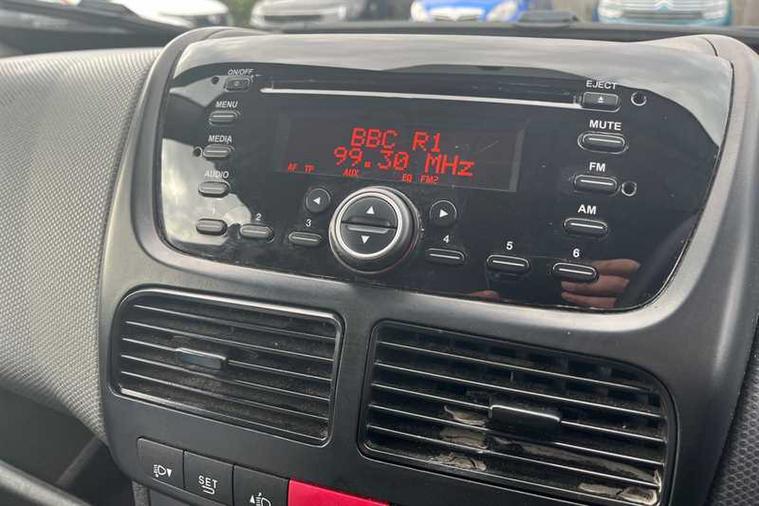 ON/OFF
EJECT
MENU
MUTE
BBC R1
MEDIA
99.30 MHz
FM
AF TP AUX EQ FM2
AUDIO
AM
1 2 3 4 5 6
SET